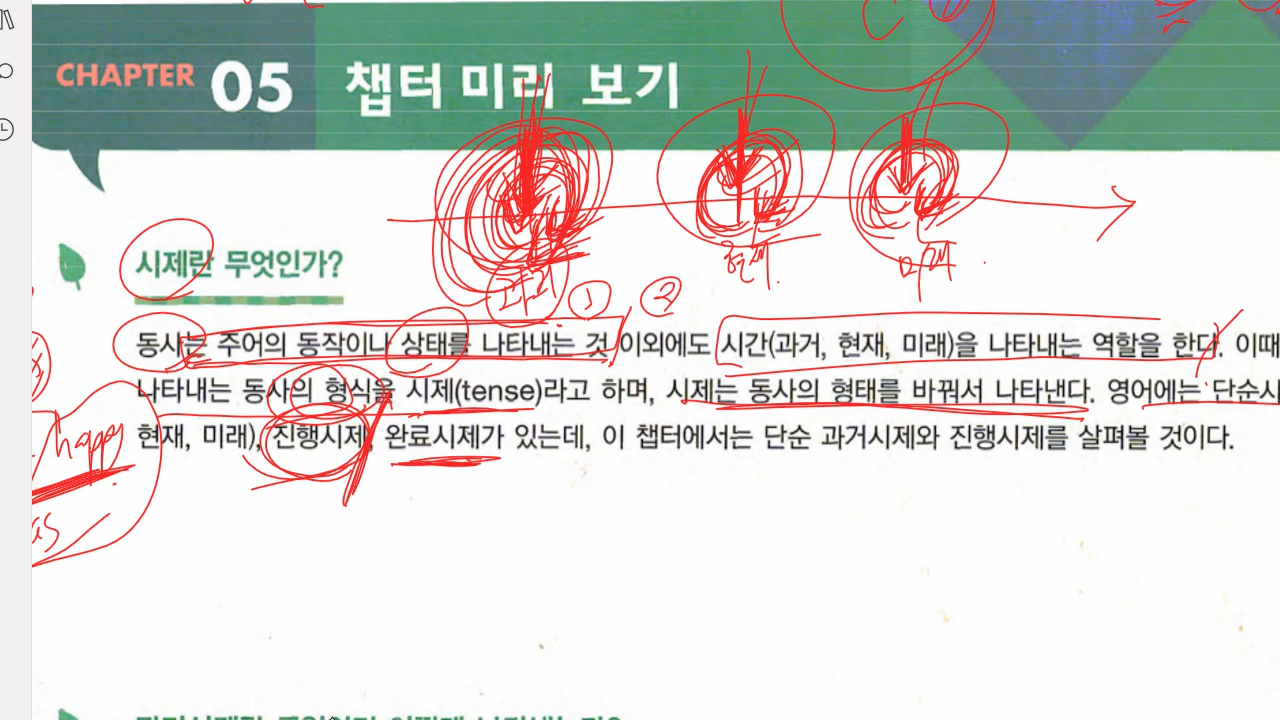 CHAPTER 05 챕터 미리 보기
시제란 무엇인가?
과거 현재 미래
① ②
동사는 주어의 동작이나 상태를 나타내는 것 이외에도 시간(과거, 현재, 미래)을 나타내는 역할을 한다. 이때
나타내는 동사의 형식을 시제(tense)라고 하며, 시제는 동사의 형태를 바꿔서 나타낸다. 영어에는 단순시
happy
현재, 미래), 진행시제, 완료시제가 있는데, 이 챕터에서는 단순 과거시제와 진행시제를 살펴볼 것이다.